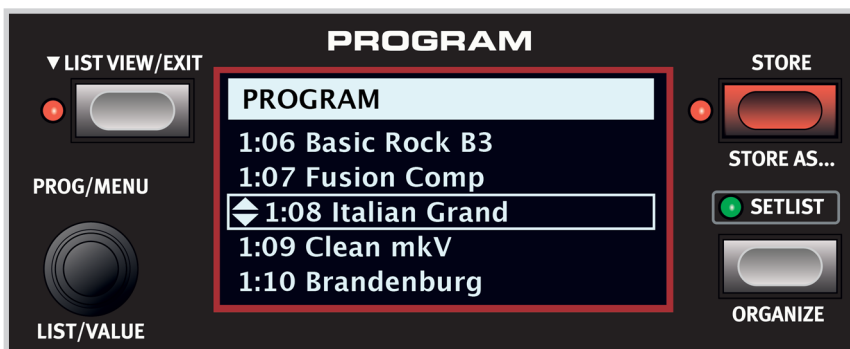 PROGRAM
▼ LIST VIEW/EXIT
STORE
PROGRAM
1:06 Basic Rock B3
1:07 Fusion Comp
1:08 Italian Grand
1:09 Clean mkV
1:10 Brandenburg
PROG/MENU
LIST/VALUE
STORE AS...
SETLIST
ORGANIZE